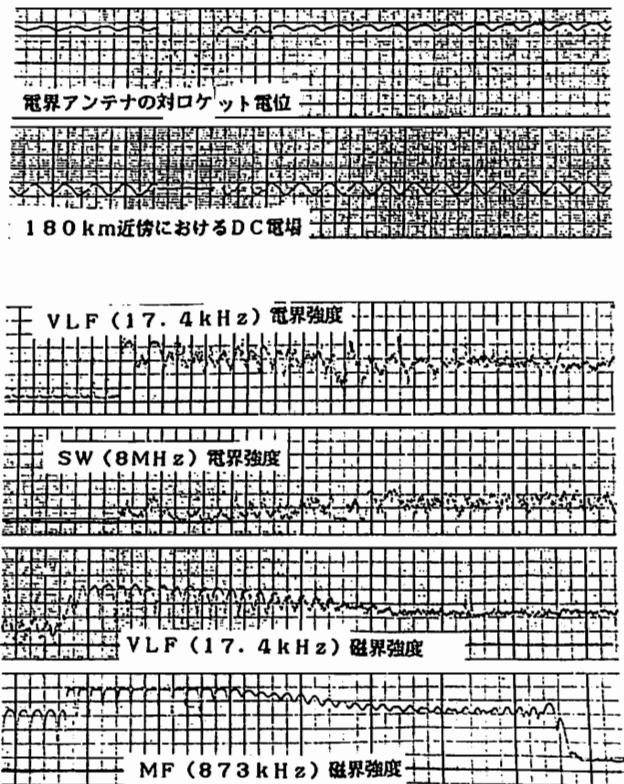 電界アンテナの対ロケット電位
180km近傍におけるDC電場
VLF(17.4kHz)電界強度
SW(8MHz)電界強度
VLF(17.4kHz)磁界強度
MF(873kHz)磁界強度